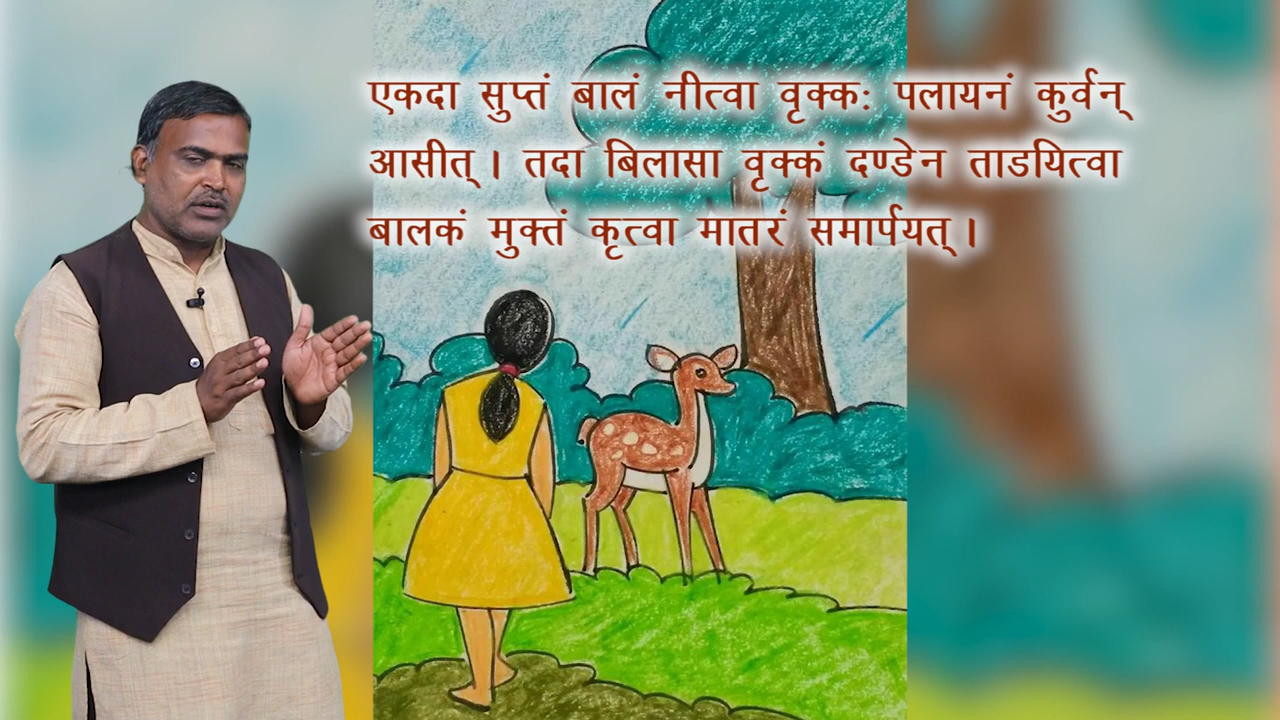 एकदा सुप्तं बालं नीत्वा वृक्कः पलायनं कुर्वन्
आसीत्। तदा बिलासा वृक्कं दण्डेन ताडयित्वा
बालकं मुक्तं कृत्वा मातरं समार्पयत्।